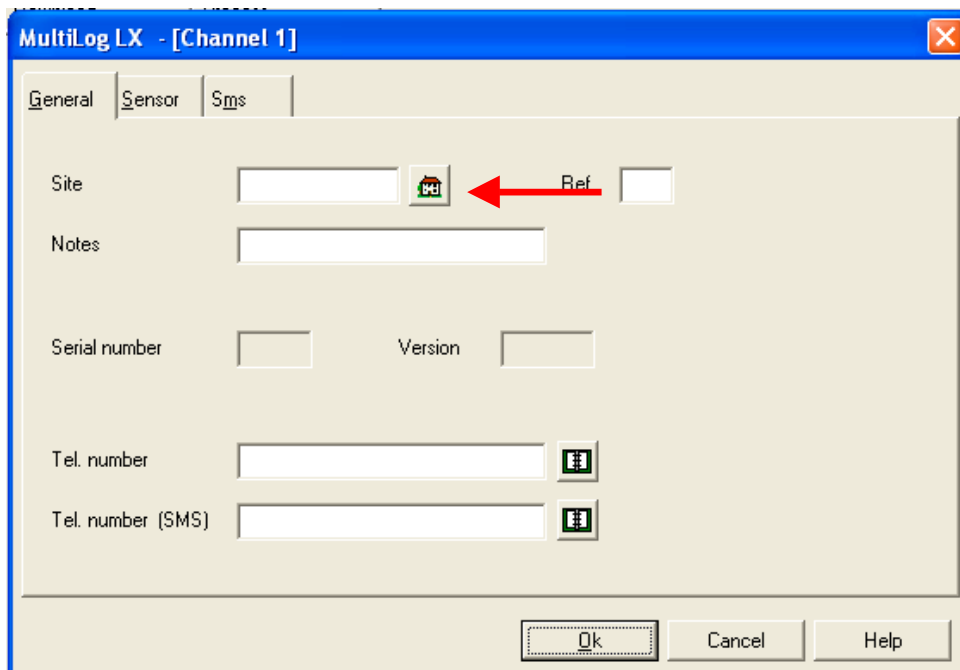 MultiLog LX - [Channel 1]
General Sensor Sms
Site Ref
Notes
Serial number Version
Tel. number
Tel. number (SMS)
Ok Cancel Help